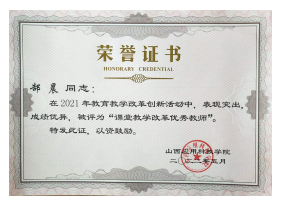 荣誉证书
HONORARY CREDENTIAL
郜晨 同志：
在2021年教育教学改革创新活动中，表现突出，
成绩优异，被评为“课堂教学改革优秀教师”。
特发此证，以资鼓励。
山西应用科技学院
二〇二二年五月